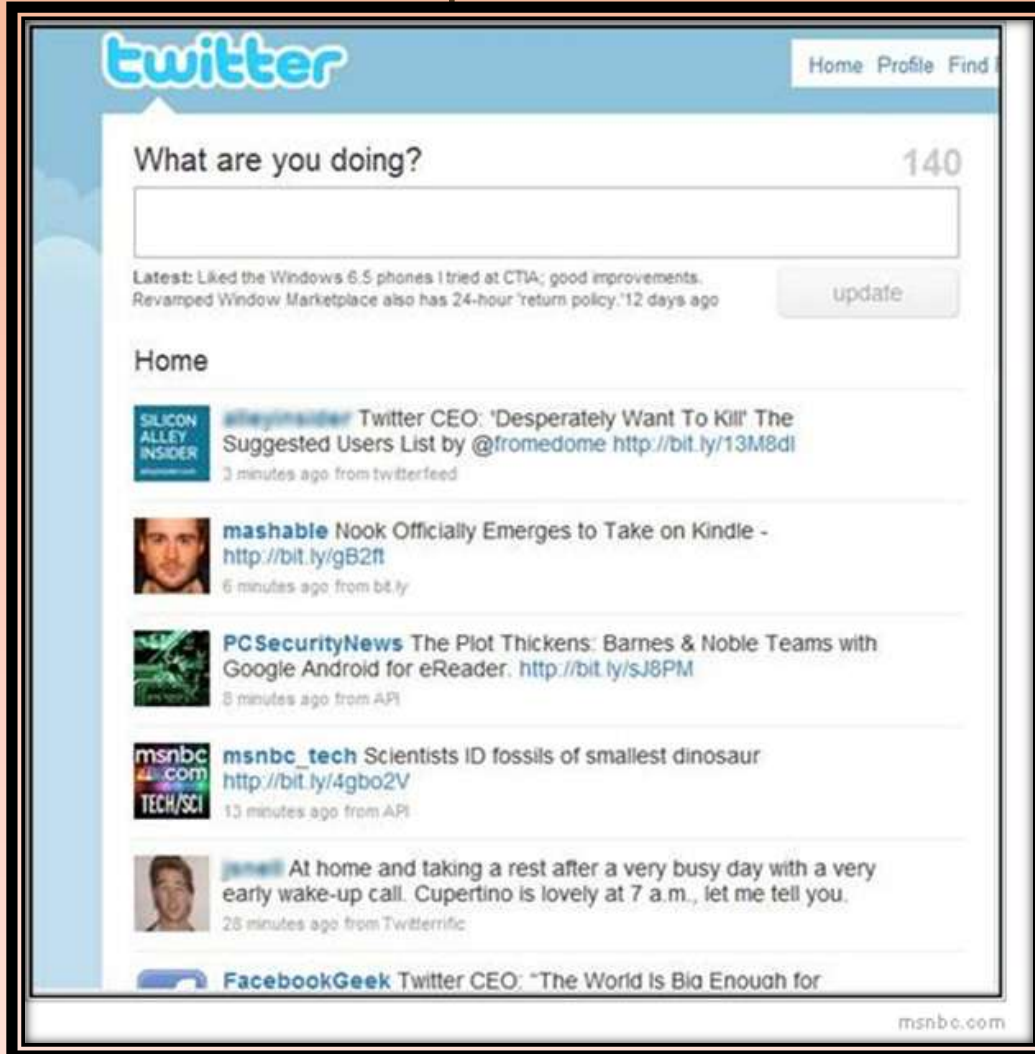 twitter
Home Profile Find
What are you doing?
140
Latest: Liked the Windows 6.5 phones I tried at CTIA; good improvements.
Revamped Window Marketplace also has 24-hour 'return policy.'12 days ago
update
Home
SILICON
ALLEY
INSIDER
Twitter CEO: 'Desperately Want To Kill' The
Suggested Users List by @fromedome http://bit.ly/13M8dl
3 minutes ago from twitterfeed
mashable Nook Officially Emerges to Take on Kindle -
http://bit.ly/gB2ft
6 minutes ago from bit.ly
PCSecurityNews The Plot Thickens: Barnes & Noble Teams with
Google Android for eReader. http://bit.ly/sJ8PM
8 minutes ago from API
msnbc
.com
TECH/SCI
msnbc_tech Scientists ID fossils of smallest dinosaur
http://bit.ly/4gbo2V
13 minutes ago from API
At home and taking a rest after a very busy day with a very
early wake-up call. Cupertino is lovely at 7 a.m., let me tell you.
28 minutes ago from Twitterrific
FacebookGeek Twitter CEO: "The World Is Big Enough for
msnbc.com